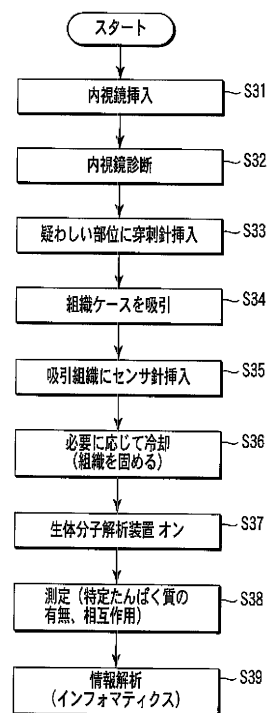 スタート
内視鏡挿入
S31
内視鏡診断
S32
疑わしい部位に穿刺針挿入
S33
組織ケースを吸引
S34
吸引組織にセンサ針挿入
S35
必要に応じて冷却
(組織を固める)
S36
生体分子解析装置 オン
S37
測定(特定たんぱく質の
有無、相互作用)
S38
情報解析
(インフォマティクス)
S39